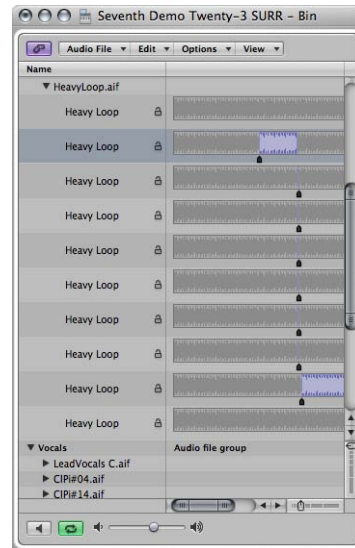 Seventh Demo Twenty-3 SURR – Bin
Audio File Edit Options View
Name
HeavyLoop.aif
Heavy Loop
Heavy Loop
Heavy Loop
Heavy Loop
Heavy Loop
Heavy Loop
Heavy Loop
Heavy Loop
Heavy Loop
Heavy Loop
Vocals Audio file group
LeadVocals C.aif
CIPi#04.aif
CIPi#14.aif